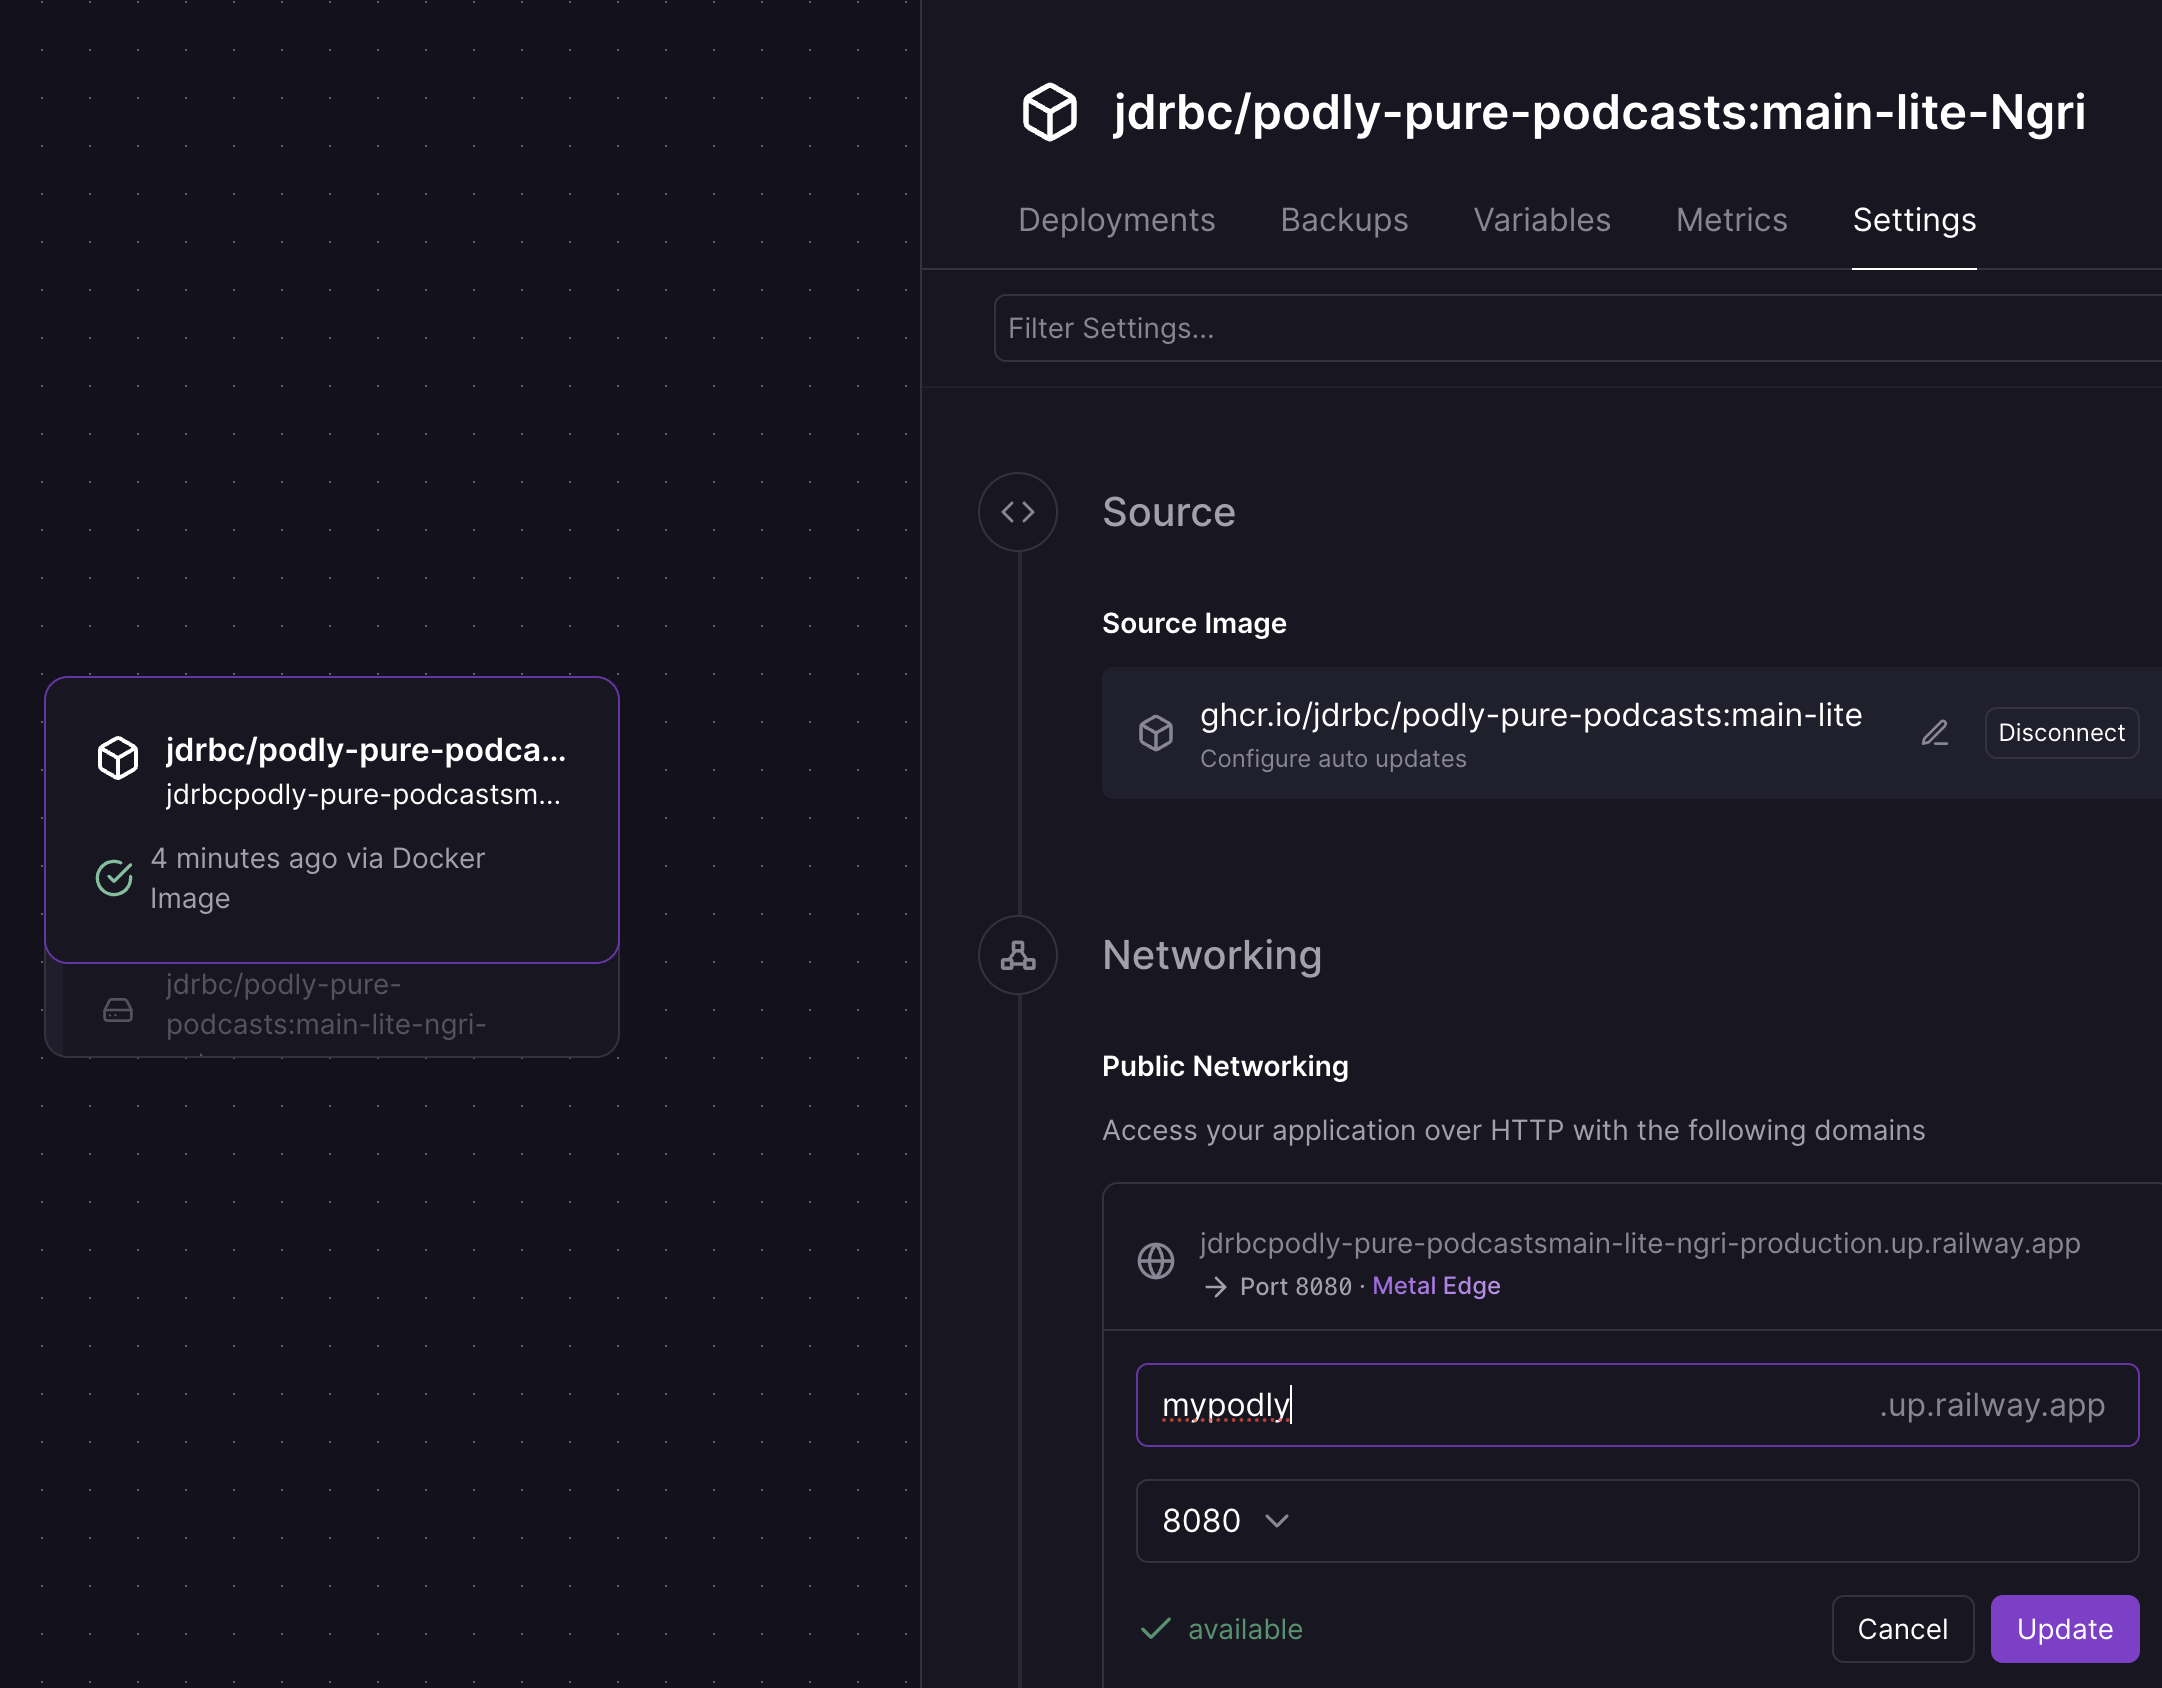 jdrbc/podly-pure-podca...
jdrbcpodly-pure-podcastsm...
4 minutes ago via Docker
Image
jdrbc/podly-pure-
podcasts:main-lite-ngri-
jdrbc/podly-pure-podcasts:main-lite-Ngri
Deployments Backups Variables Metrics Settings
Filter Settings...
Source
Source Image
ghcr.io/jdrbc/podly-pure-podcasts:main-lite
Configure auto updates
Disconnect
Networking
Public Networking
Access your application over HTTP with the following domains
jdrbcpodly-pure-podcastsmain-lite-ngri-production.up.railway.app
→ Port 8080 · Metal Edge
mypodly .up.railway.app
8080
available
Cancel Update